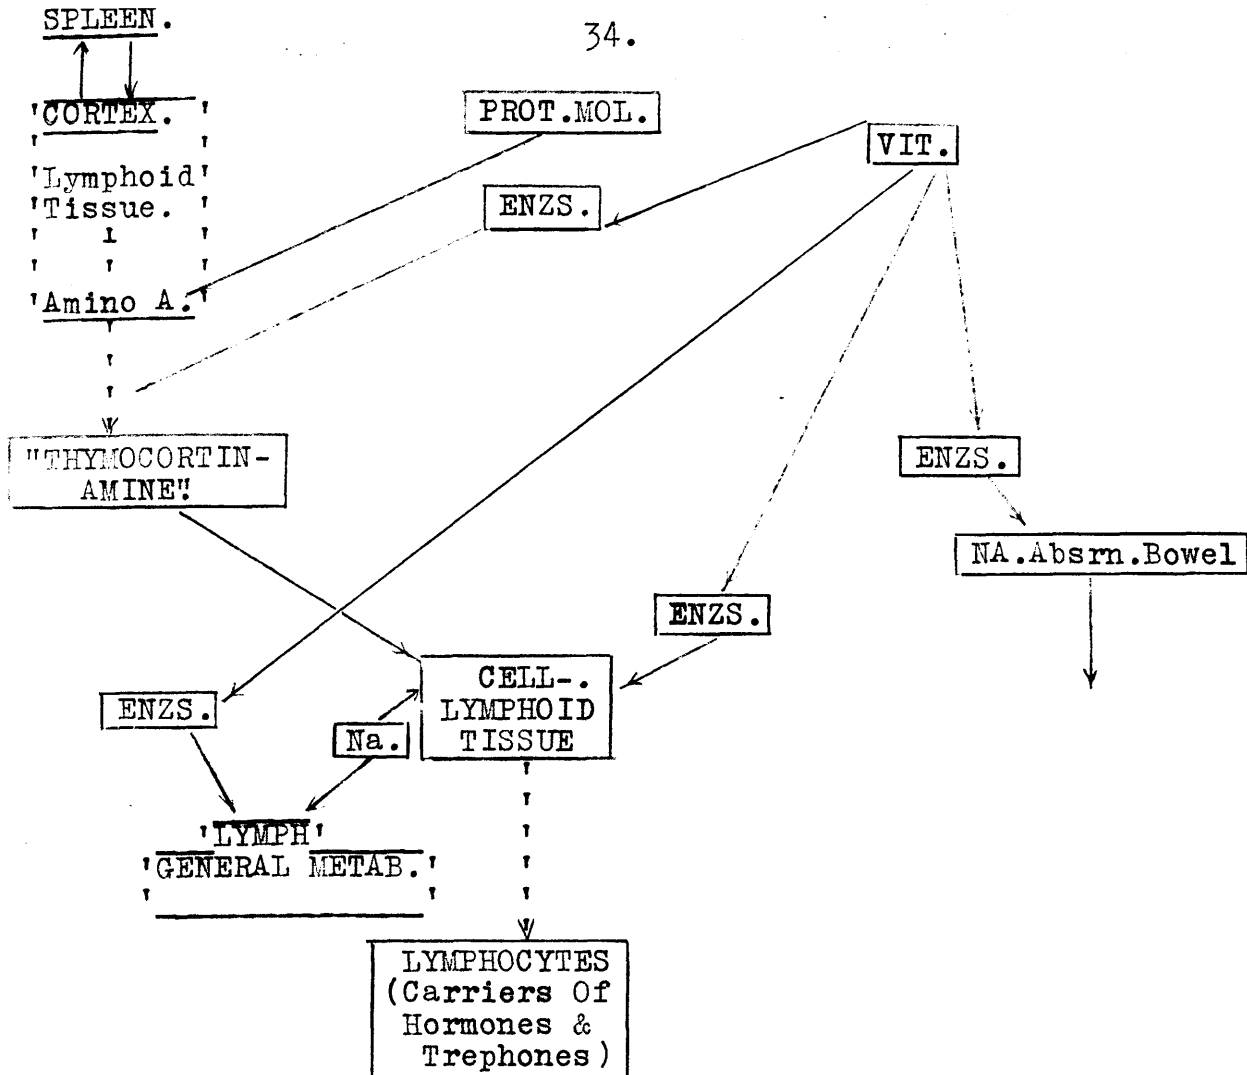 SPLEEN.
34.
CORTEX.
PROT.MOL.
VIT.
Lymphoid
Tissue.
ENZS.
Amino A.
"THYMOCORTIN-
AMINE".
ENZS.
NA.Absrn.Bowel
ENZS.
CELL-.
LYMPHOID
TISSUE
ENZS.
Na.
LYMPH
GENERAL METAB.
LYMPHOCYTES
(Carriers Of
Hormones &
Trephones)